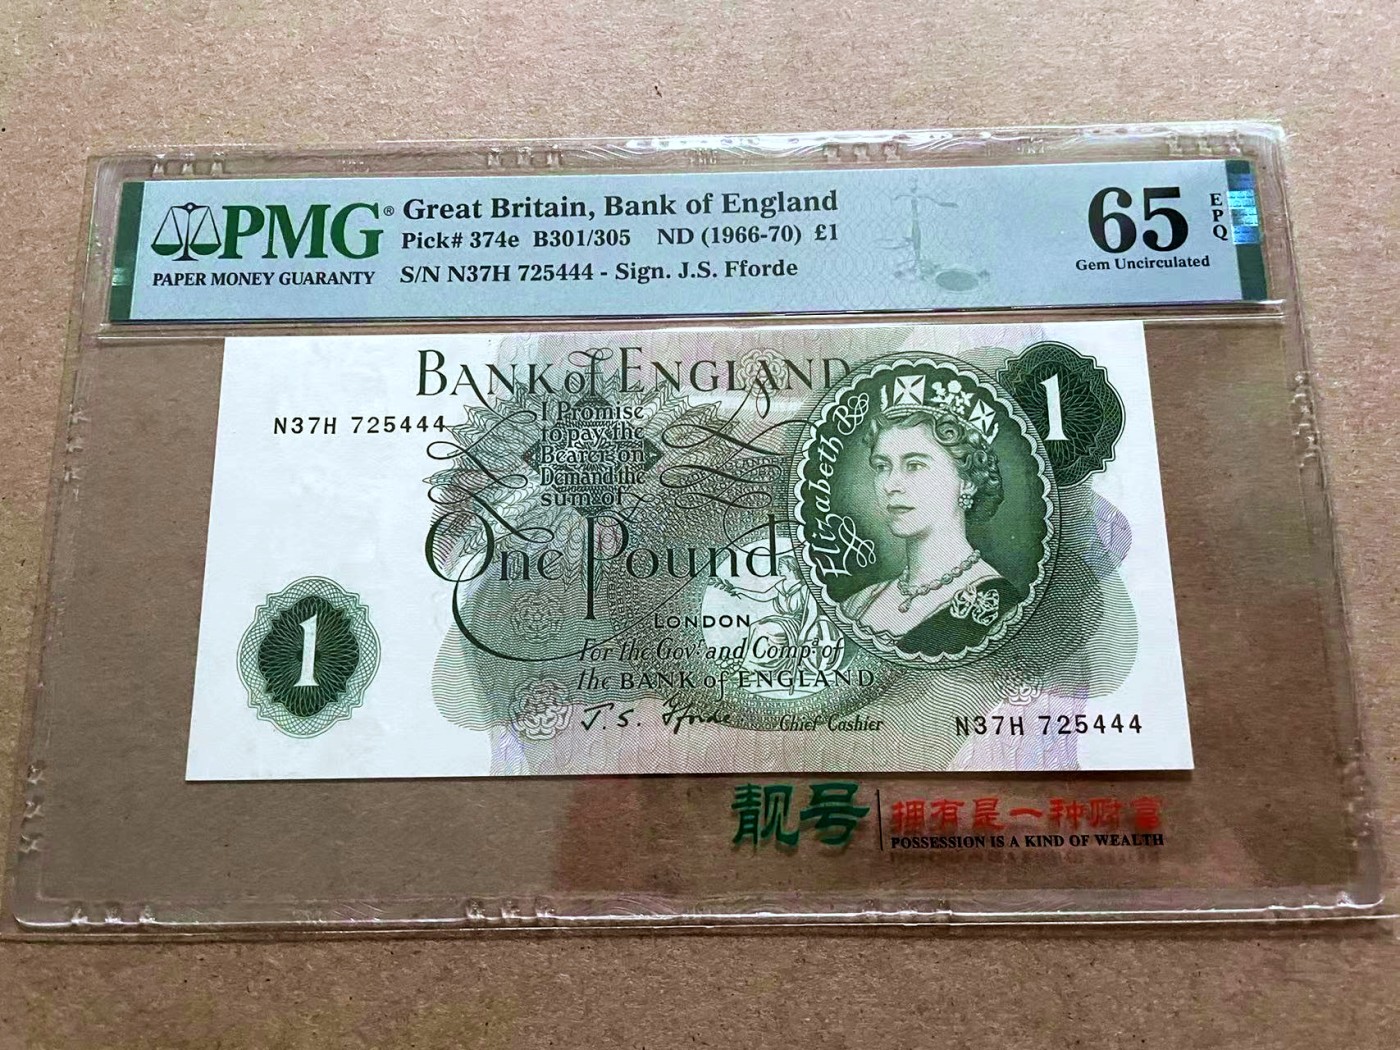 PMG®
PAPER MONEY GUARANTY
Great Britain, Bank of England
Pick# 374e B301/305 ND (1966-70) £1
S/N N37H 725444 - Sign. J.S. Fforde
65
EPQ
Gem Uncirculated
BANK of ENGLAND
N37H 725444
I Promise
to pay the
Bearer on
Demand the
sum of
One Pound
Elizabeth R
1
1
LONDON
For the Govr. and Compa. of
the BANK of ENGLAND
J. S. Fforde
Chief Cashier
N37H 725444
靓号
拥有是一种财富
POSSESSION IS A KIND OF WEALTH